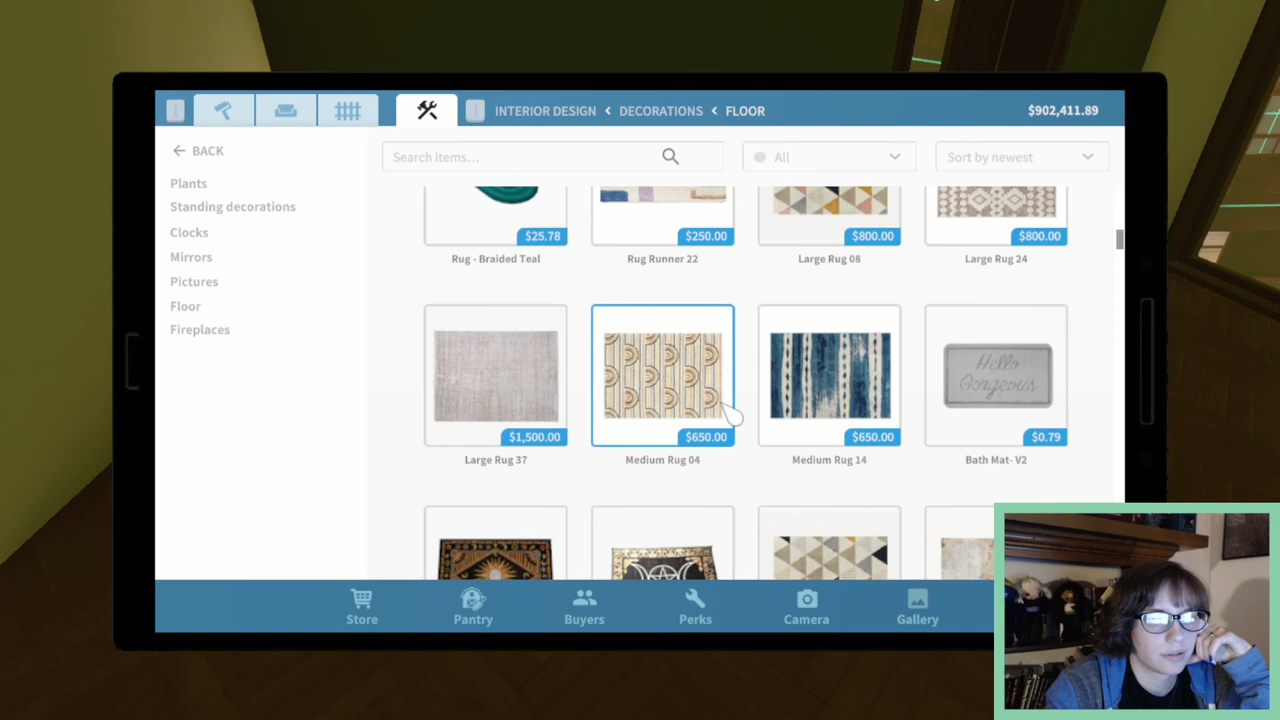 INTERIOR DESIGN < DECORATIONS < FLOOR
$902,411.89
BACK
Search items...
All
Sort by newest
Plants
Standing decorations
Clocks
Mirrors
Pictures
Floor
Fireplaces
$25.78
$250.00
$800.00
$800.00
Rug - Braided Teal
Rug Runner 22
Large Rug 08
Large Rug 24
Hello
Gorgeous
$1,500.00
$650.00
$650.00
$0.79
Large Rug 37
Medium Rug 04
Medium Rug 14
Bath Mat- V2
Store
Pantry
Buyers
Perks
Camera
Gallery